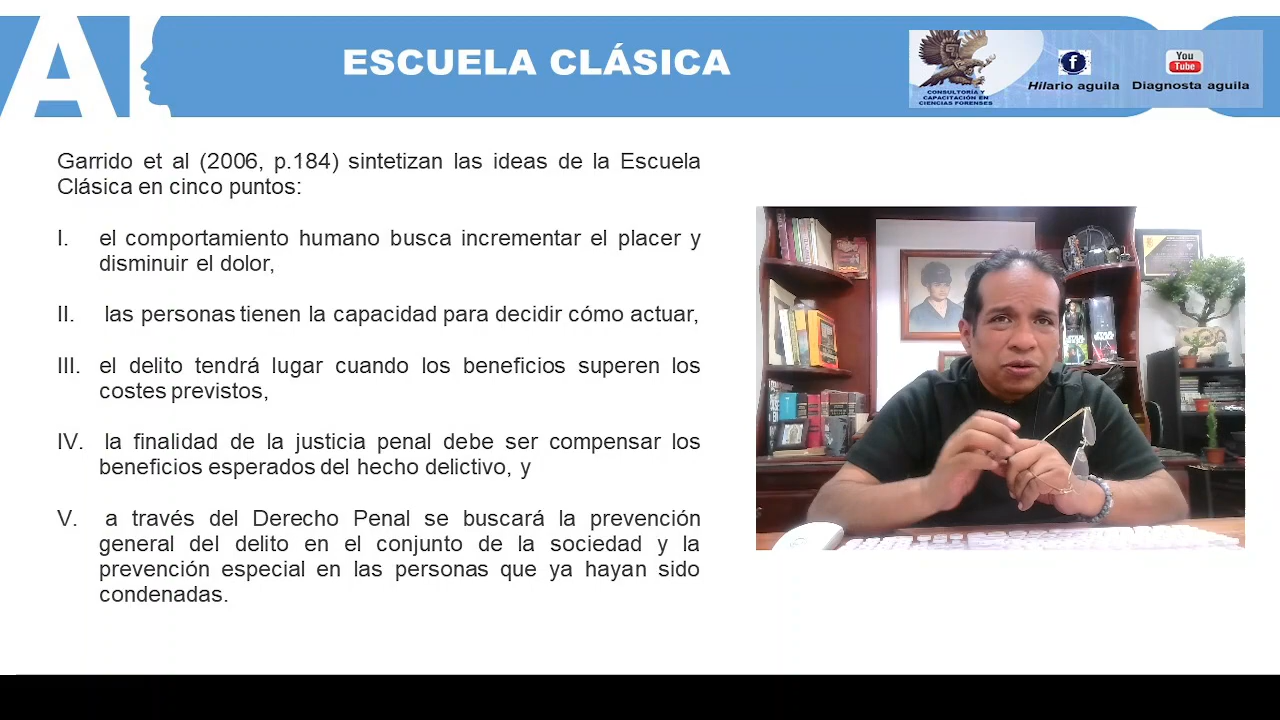 ESCUELA CLÁSICA
CONSULTORÍA Y
CAPACITACIÓN EN
CIENCIAS FORENSES
f
Hilario aguila
You
Tube
Diagnosta aguila
Garrido et al (2006, p.184) sintetizan las ideas de la Escuela
Clásica en cinco puntos:
I. el comportamiento humano busca incrementar el placer y
disminuir el dolor,
II. las personas tienen la capacidad para decidir cómo actuar,
III. el delito tendrá lugar cuando los beneficios superen los
costes previstos,
IV. la finalidad de la justicia penal debe ser compensar los
beneficios esperados del hecho delictivo, y
V. a través del Derecho Penal se buscará la prevención
general del delito en el conjunto de la sociedad y la
prevención especial en las personas que ya hayan sido
condenadas.